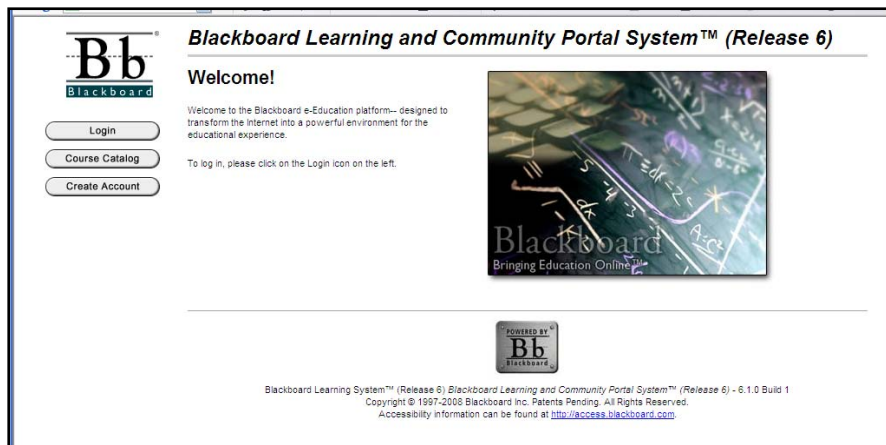 Bb
Blackboard
Login
Course Catalog
Create Account
Blackboard Learning and Community Portal System™ (Release 6)
Welcome!
Welcome to the Blackboard e-Education platform-- designed to
transform the Internet into a powerful environment for the
educational experience.
To log in, please click on the Login icon on the left.
Blackboard
Bringing Education Online™
POWERED BY
Bb
Blackboard
Blackboard Learning System™ (Release 6) Blackboard Learning and Community Portal System™ (Release 6) - 6.1.0 Build 1
Copyright © 1997-2008 Blackboard Inc. Patents Pending. All Rights Reserved.
Accessibility information can be found at http://access.blackboard.com.